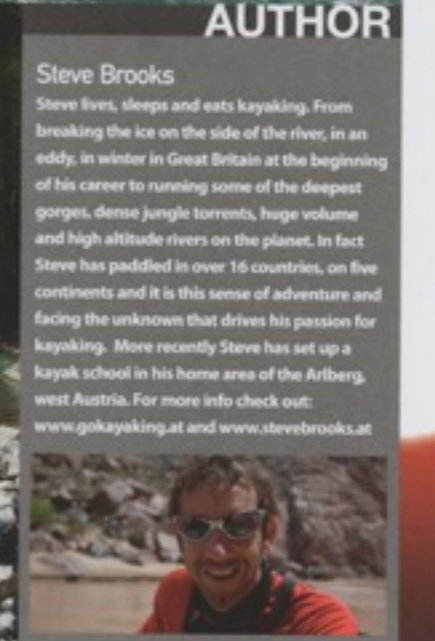 AUTHOR
Steve Brooks
Steve lives, sleeps and eats kayaking. From
breaking the ice on the side of the river, in an
eddy, in winter in Great Britain at the beginning
of his career to running some of the deepest
gorges, dense jungle torrents, huge volume
and high altitude rivers on the planet. In fact
Steve has paddled in over 16 countries, on five
continents and it is this sense of adventure and
facing the unknown that drives his passion for
kayaking. More recently Steve has set up a
kayak school in his home area of the Arlberg,
west Austria. For more info check out:
www.gokayaking.at and www.stevebrooks.at